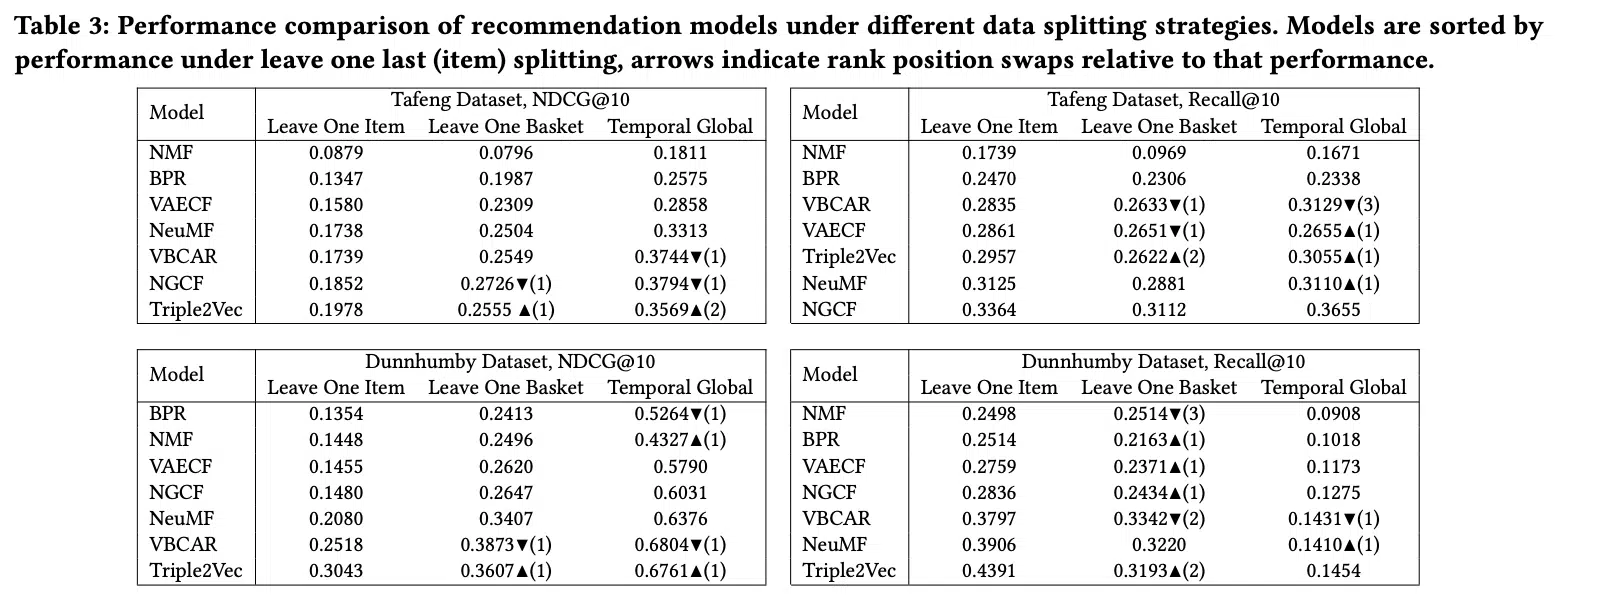 Table 3: Performance comparison of recommendation models under different data splitting strategies. Models are sorted by
performance under leave one last (item) splitting, arrows indicate rank position swaps relative to that performance.
Model Tafeng Dataset, NDCG@10
Leave One Item Leave One Basket Temporal Global
NMF 0.0879 0.0796 0.1811
BPR 0.1347 0.1987 0.2575
VAECF 0.1580 0.2309 0.2858
NeuMF 0.1738 0.2504 0.3313
VBCAR 0.1739 0.2549 0.3744▼(1)
NGCF 0.1852 0.2726▼(1) 0.3794▼(1)
Triple2Vec 0.1978 0.2555 ▲(1) 0.3569▲(2)
Model Tafeng Dataset, Recall@10
Leave One Item Leave One Basket Temporal Global
NMF 0.1739 0.0969 0.1671
BPR 0.2470 0.2306 0.2338
VBCAR 0.2835 0.2633▼(1) 0.3129▼(3)
VAECF 0.2861 0.2651▼(1) 0.2655▲(1)
Triple2Vec 0.2957 0.2622▲(2) 0.3055▲(1)
NeuMF 0.3125 0.2881 0.3110▲(1)
NGCF 0.3364 0.3112 0.3655
Model Dunnhumby Dataset, NDCG@10
Leave One Item Leave One Basket Temporal Global
BPR 0.1354 0.2413 0.5264▼(1)
NMF 0.1448 0.2496 0.4327▲(1)
VAECF 0.1455 0.2620 0.5790
NGCF 0.1480 0.2647 0.6031
NeuMF 0.2080 0.3407 0.6376
VBCAR 0.2518 0.3873▼(1) 0.6804▼(1)
Triple2Vec 0.3043 0.3607▲(1) 0.6761▲(1)
Model Dunnhumby Dataset, Recall@10
Leave One Item Leave One Basket Temporal Global
NMF 0.2498 0.2514▼(3) 0.0908
BPR 0.2514 0.2163▲(1) 0.1018
VAECF 0.2759 0.2371▲(1) 0.1173
NGCF 0.2836 0.2434▲(1) 0.1275
VBCAR 0.3797 0.3342▼(2) 0.1431▼(1)
NeuMF 0.3906 0.3220 0.1410▲(1)
Triple2Vec 0.4391 0.3193▲(2) 0.1454